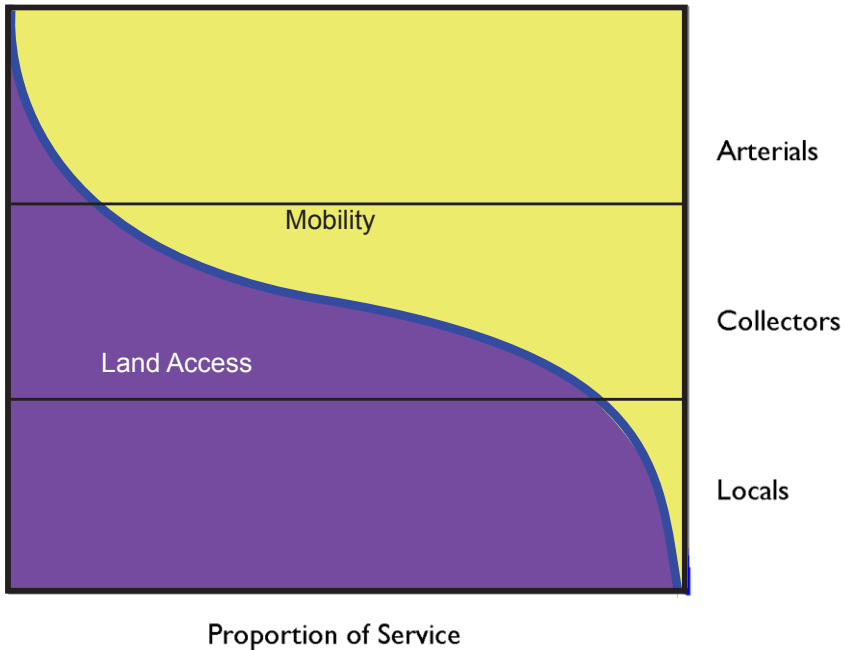 Arterials
Mobility
Collectors
Land Access
Locals
Proportion of Service